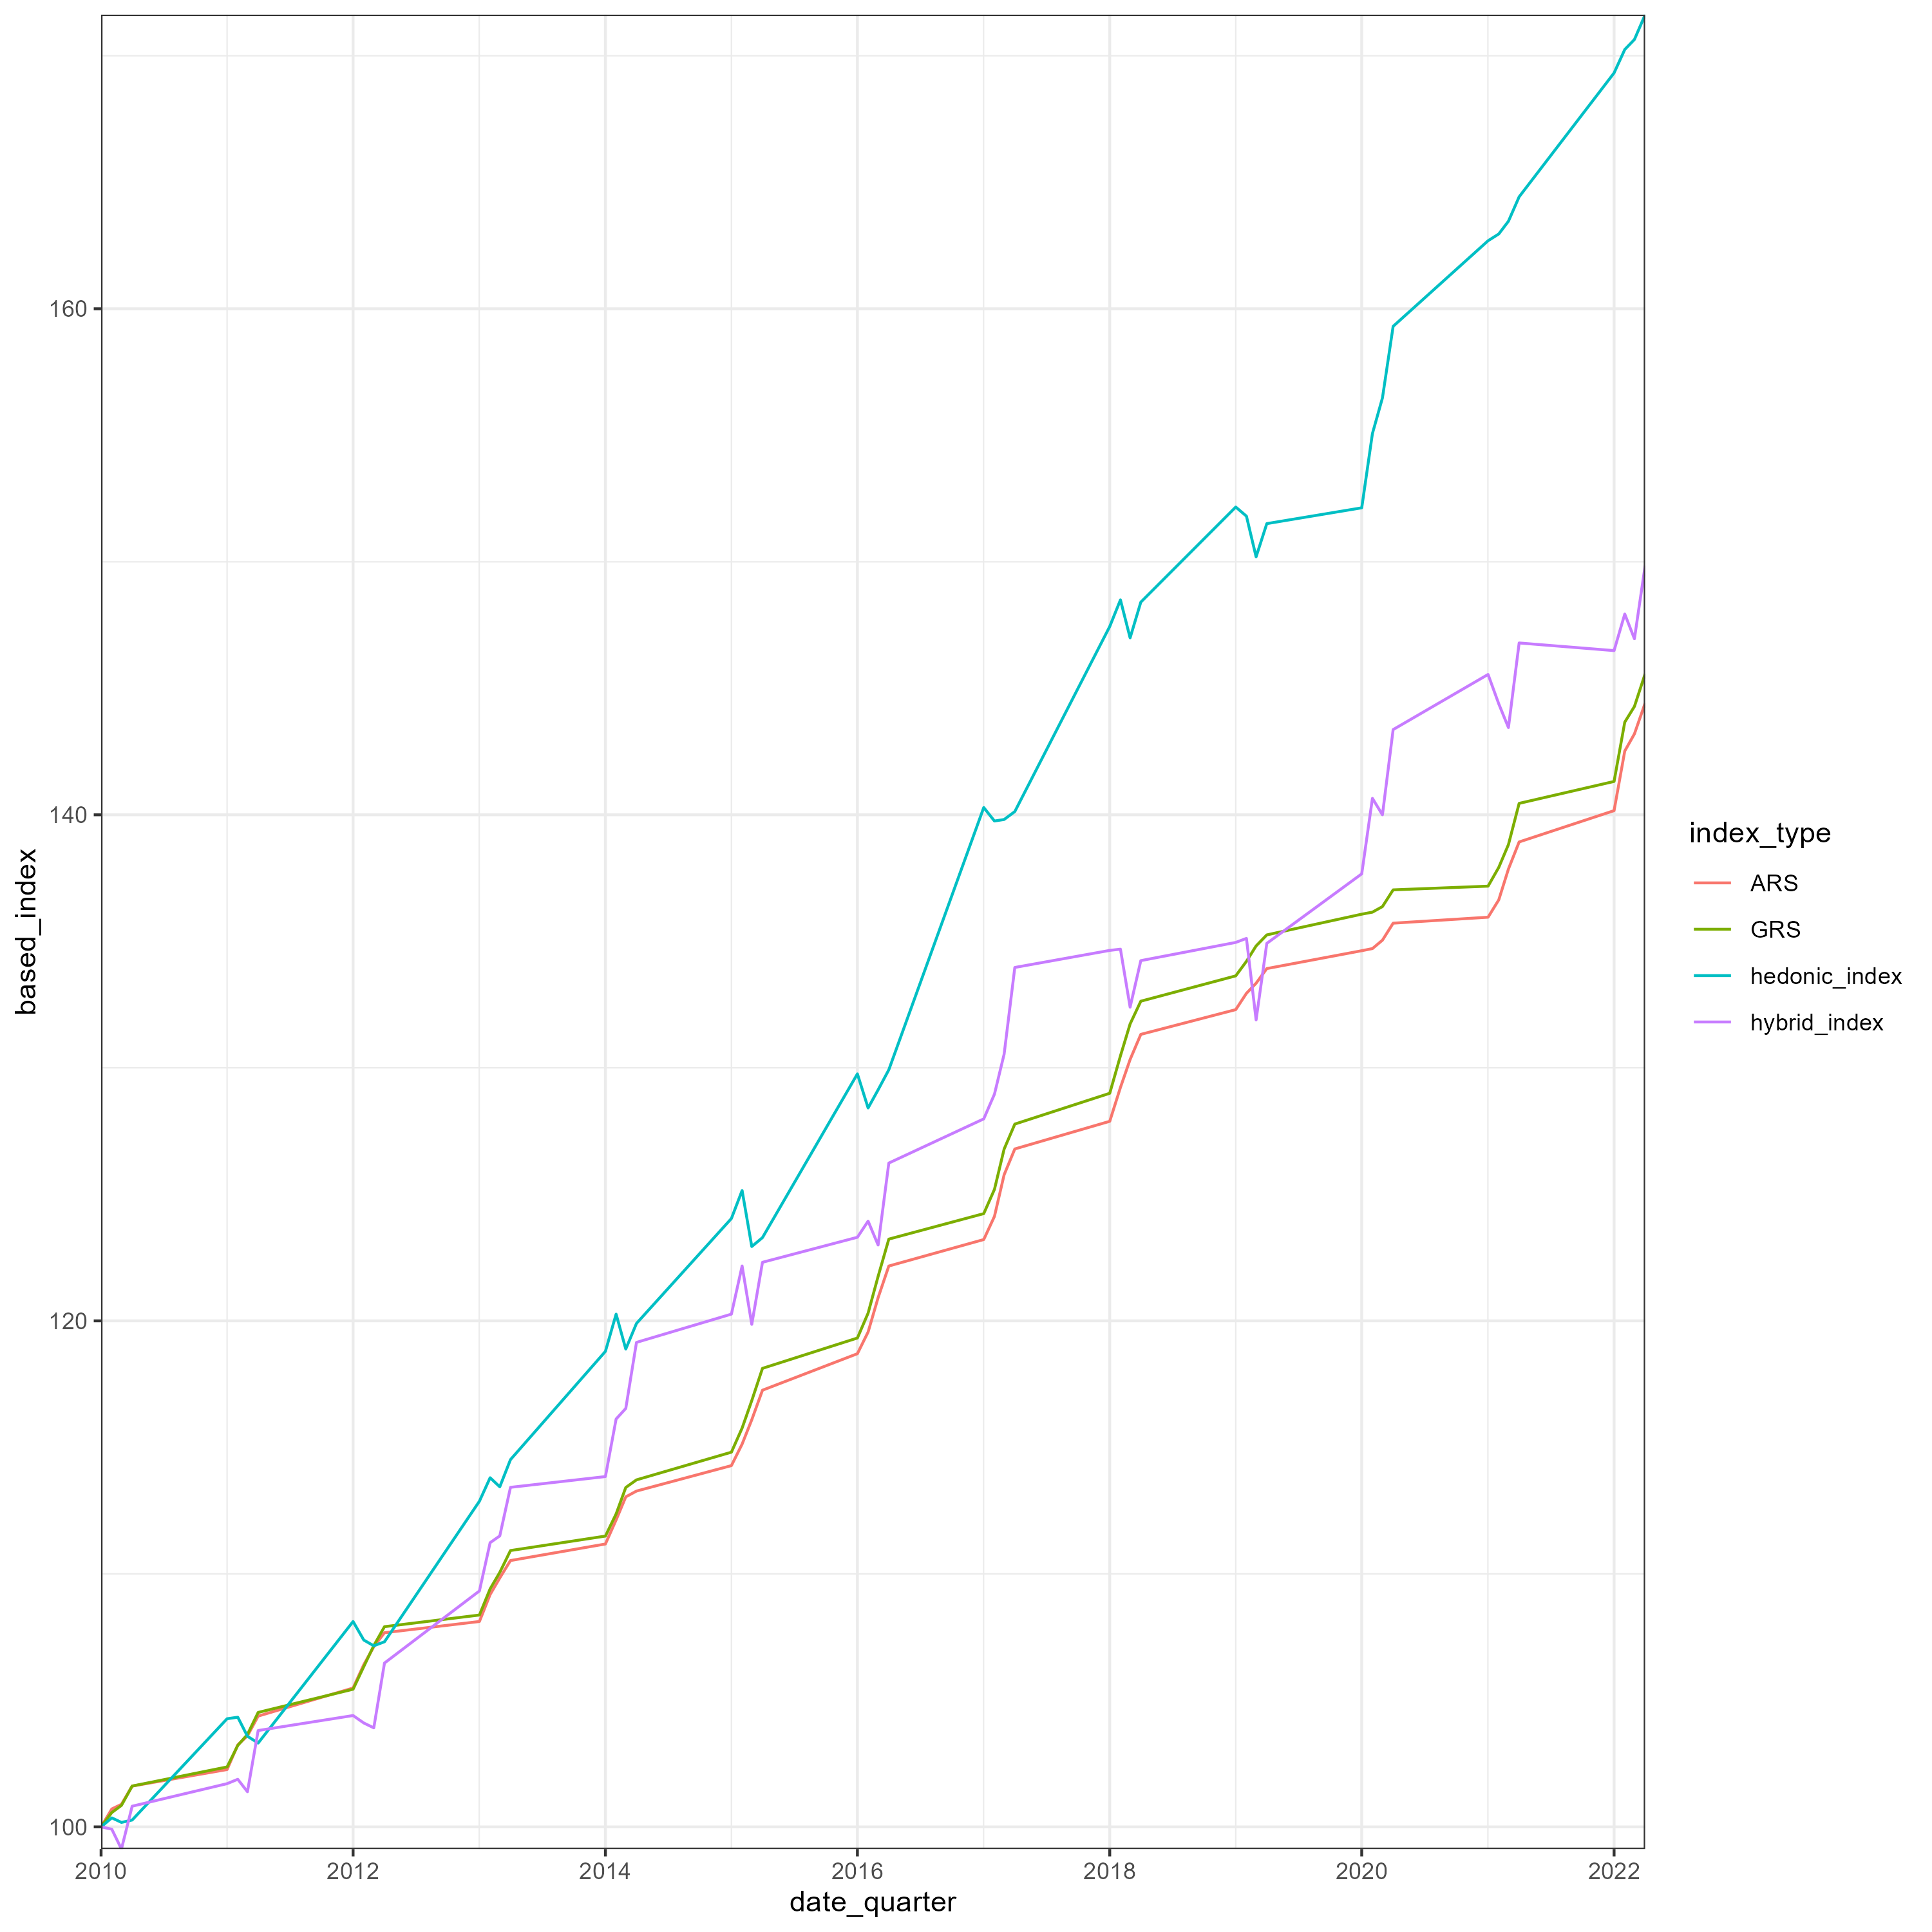 160
140
120
100
based_index
2010
2012
2014
2016
2018
2020
2022
date_quarter
index_type
ARS
GRS
hedonic_index
hybrid_index